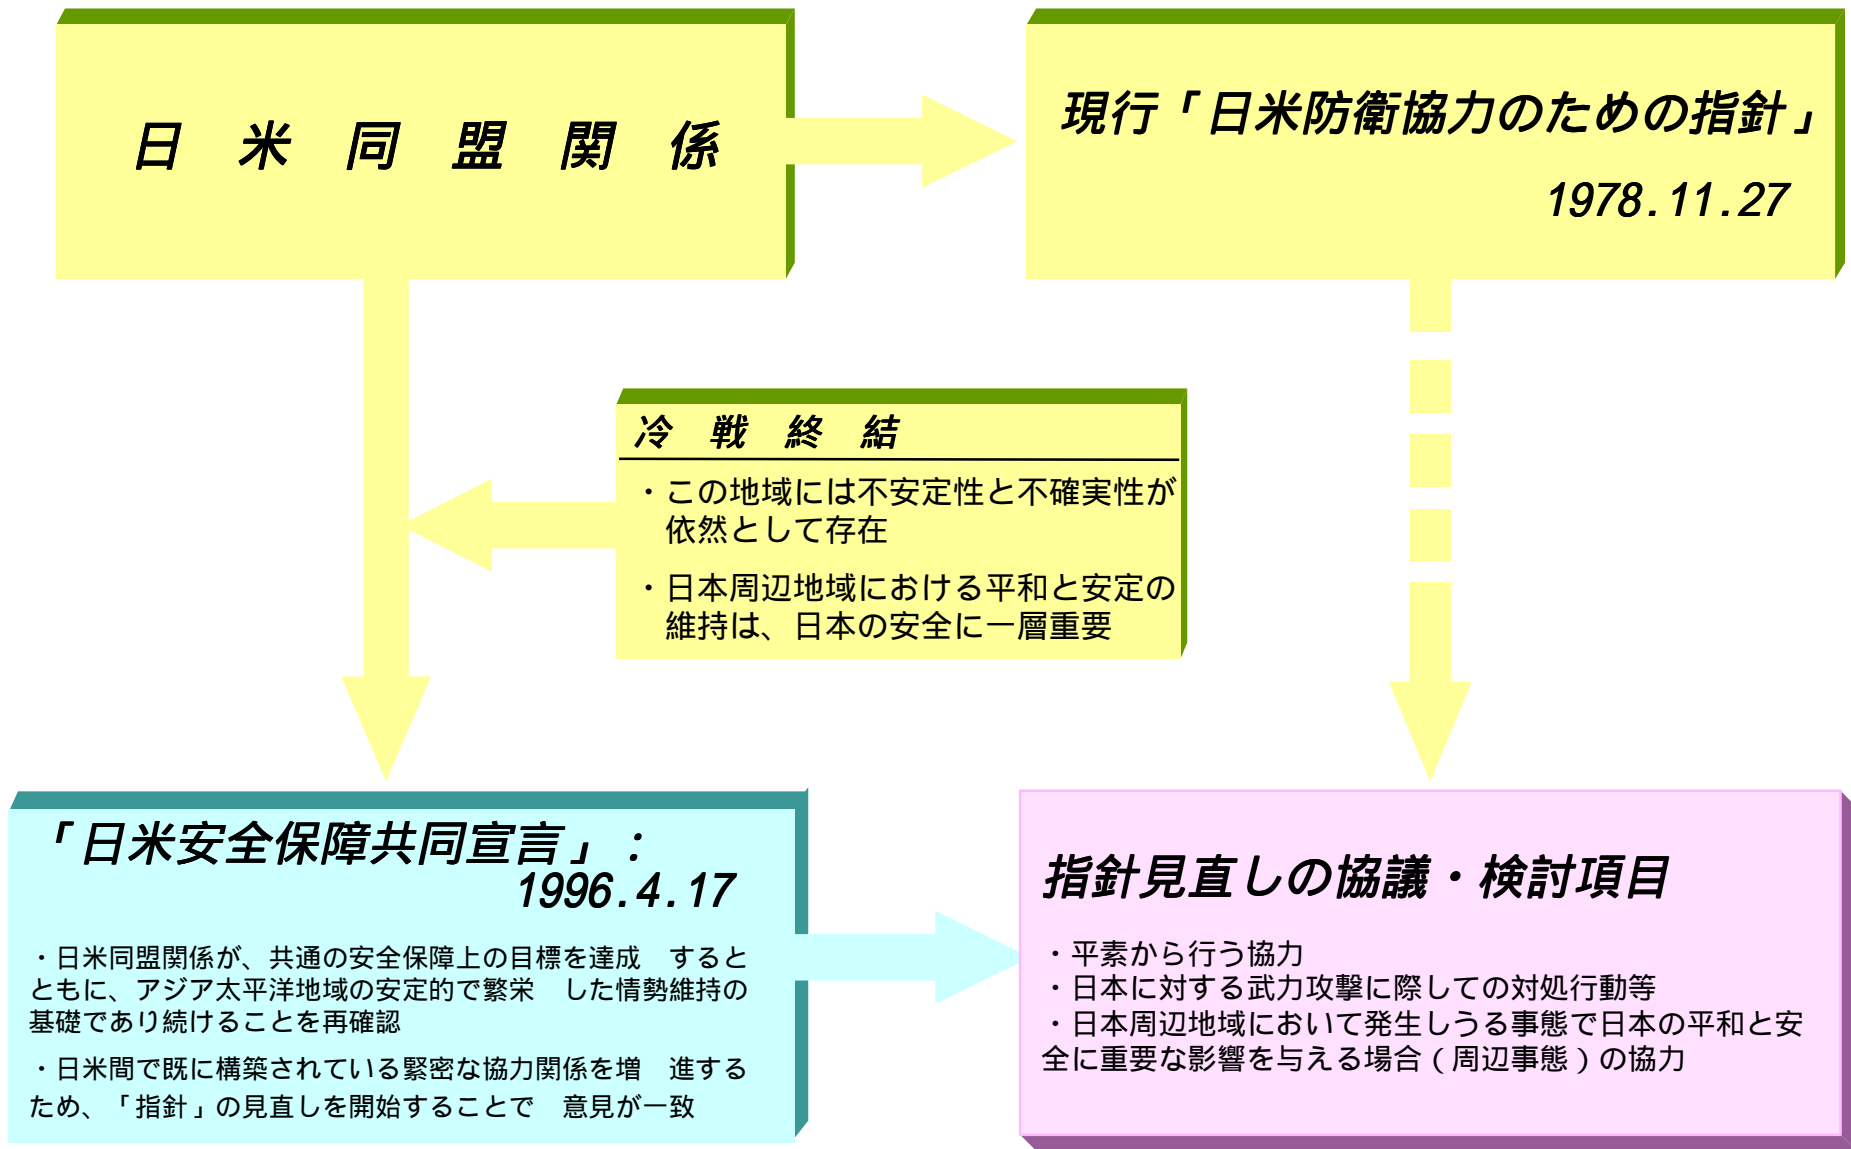 日 米 同 盟 関 係
現行「日米防衛協力のための指針」
1978.11.27
冷 戦 終 結
・この地域には不安定性と不確実性が
依然として存在
・日本周辺地域における平和と安定の
維持は、日本の安全に一層重要
「日米安全保障共同宣言」：
1996.4.17
・日米同盟関係が、共通の安全保障上の目標を達成　すると
ともに、アジア太平洋地域の安定的で繁栄　した情勢維持の
基礎であり続けることを再確認
・日米間で既に構築されている緊密な協力関係を増　進する
ため、「指針」の見直しを開始することで　意見が一致
指針見直しの協議・検討項目
・平素から行う協力
・日本に対する武力攻撃に際しての対処行動等
・日本周辺地域において発生しうる事態で日本の平和と安
全に重要な影響を与える場合（周辺事態）の協力